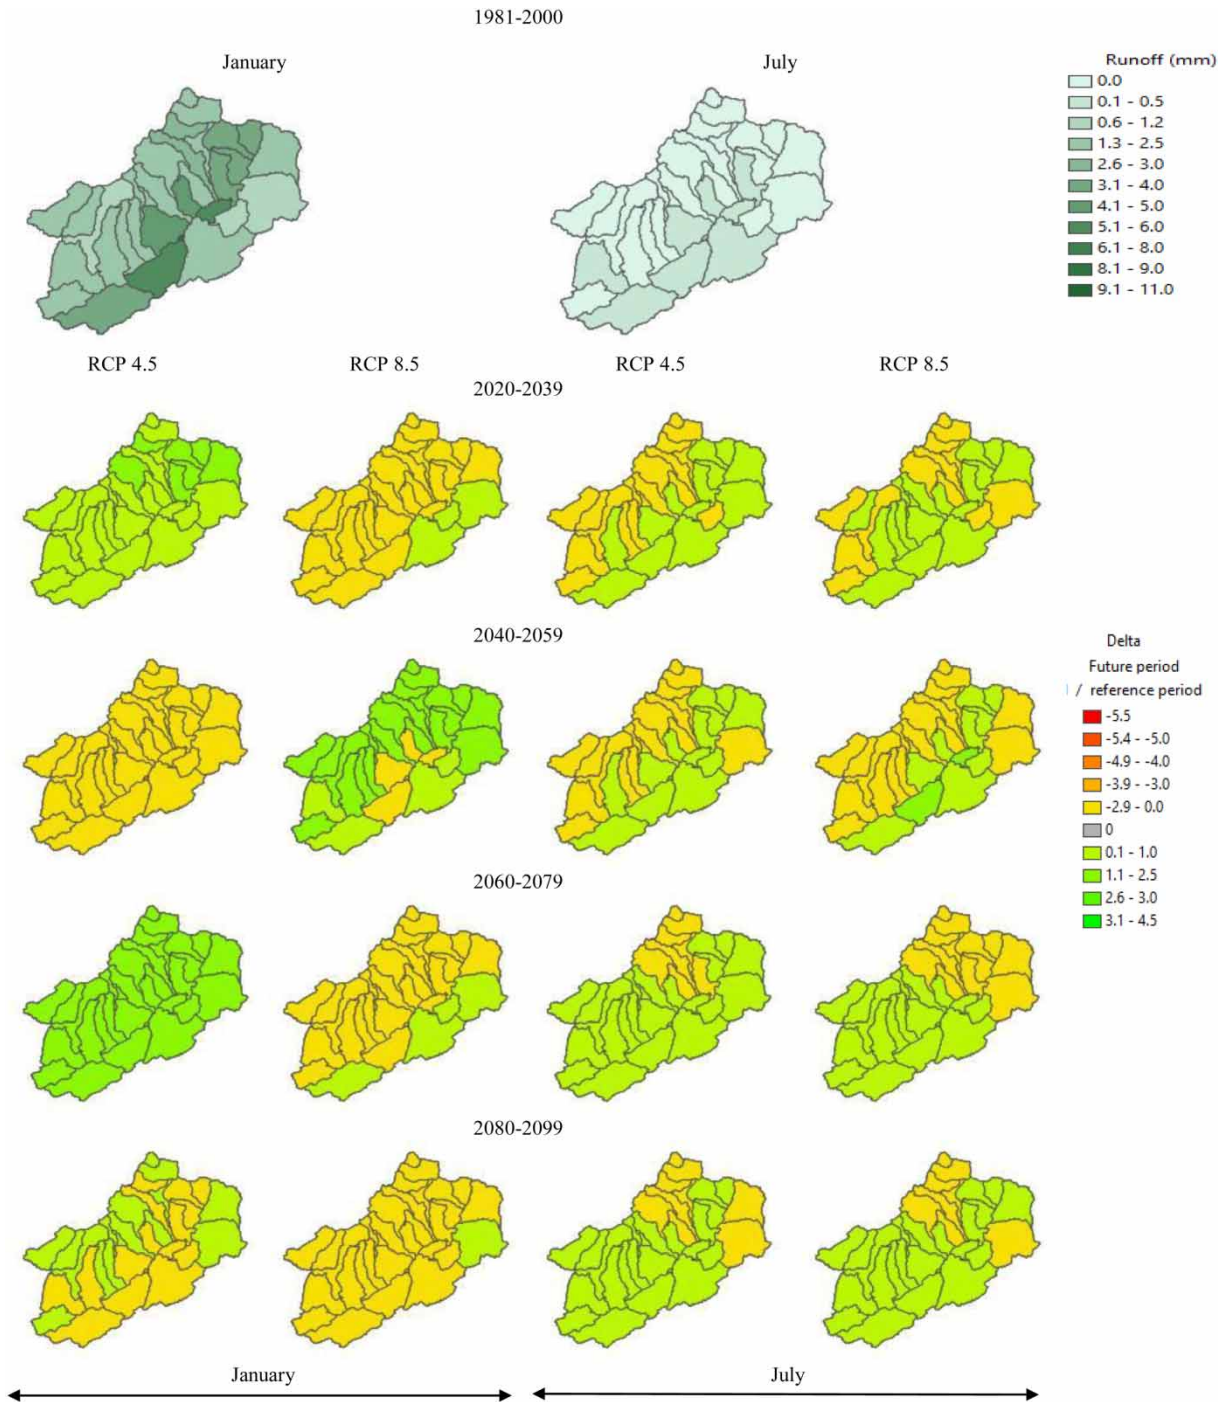 1981-2000
January
July
Runoff (mm)
0.0
0.1 - 0.5
0.6 - 1.2
1.3 - 2.5
2.6 - 3.0
3.1 - 4.0
4.1 - 5.0
5.1 - 6.0
6.1 - 8.0
8.1 - 9.0
9.1 - 11.0
RCP 4.5
RCP 8.5
RCP 4.5
RCP 8.5
2020-2039
2040-2059
Delta
Future period
/ reference period
-5.5
-5.4 - -5.0
-4.9 - -4.0
-3.9 - -3.0
-2.9 - 0.0
0
0.1 - 1.0
1.1 - 2.5
2.6 - 3.0
3.1 - 4.5
2060-2079
2080-2099
January
July